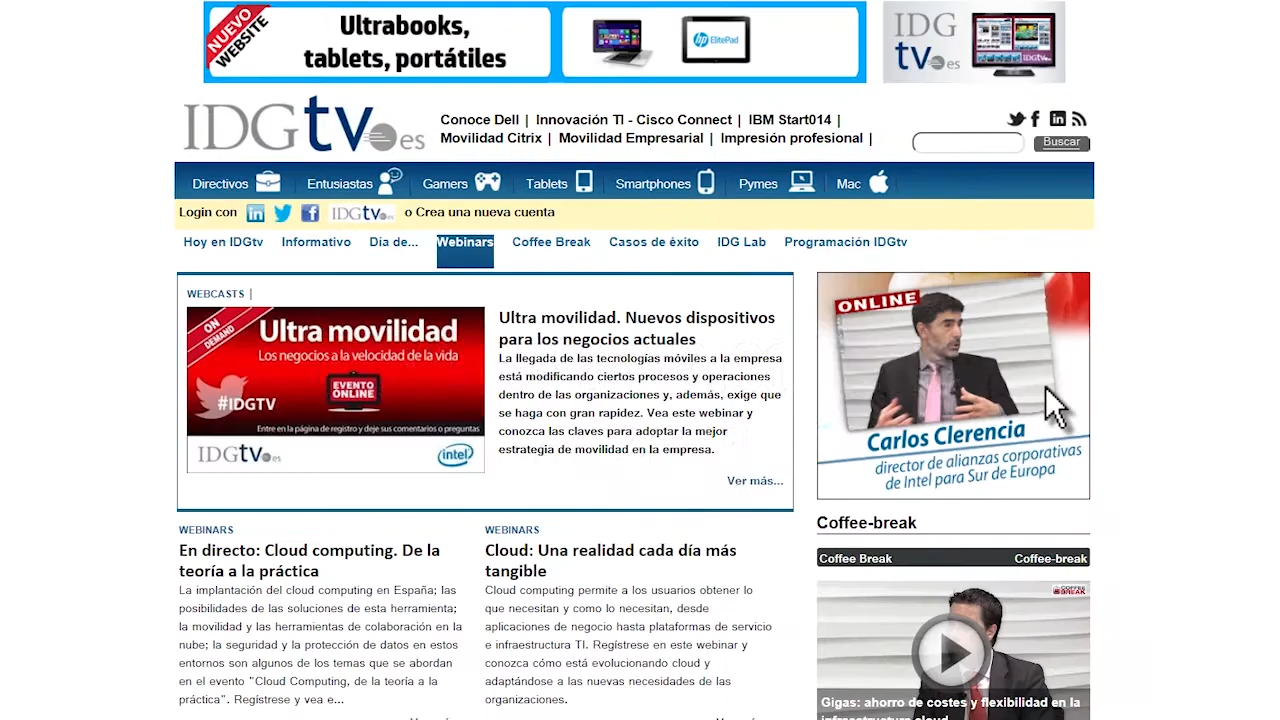 NUEVO
WEBSITE
Ultrabooks,
tablets, portátiles
hp ElitePad
IDG
tv.es
IDGtv
IDGtv.es
Conoce Dell | Innovación TI - Cisco Connect | IBM Start014 |
Movilidad Citrix | Movilidad Empresarial | Impresión profesional |
Buscar
Directivos
Entusiastas
Gamers
Tablets
Smartphones
Pymes
Mac
Login con
IDGtv.es
o Crea una nueva cuenta
Hoy en IDGtv
Informativo
Dia de...
Webinars
Coffee Break
Casos de éxito
IDG Lab
Programación IDGtv
WEBCASTS |
ON
DEMAND
Ultra movilidad
Los negocios a la velocidad de la vida
EVENTO
ONLINE
#IDGTV
Entre en la página de registro y deje sus comentarios o preguntas
IDGtv.es
intel
Ultra movilidad. Nuevos dispositivos
para los negocios actuales
La llegada de las tecnologías móviles a la empresa
está modificando ciertos procesos y operaciones
dentro de las organizaciones y, además, exige que
se haga con gran rapidez. Vea este webinar y
conozca las claves para adoptar la mejor
estrategia de movilidad en la empresa.
Ver más...
ONLINE
Carlos Clerencia
director de alianzas corporativas
de Intel para Sur de Europa
WEBINARS
En directo: Cloud computing. De la
teoría a la práctica
La implantación del cloud computing en España; las
posibilidades de las soluciones de esta herramienta;
la movilidad y las herramientas de colaboración en la
nube; la seguridad y la protección de datos en estos
entornos son algunos de los temas que se abordan
en el evento "Cloud Computing, de la teoría a la
práctica". Regístrese y vea e...
WEBINARS
Cloud: Una realidad cada día más
tangible
Cloud computing permite a los usuarios obtener lo
que necesitan y como lo necesitan, desde
aplicaciones de negocio hasta plataformas de servicio
e infraestructura TI. Regístrese en este webinar y
conozca cómo está evolucionando cloud y
adaptándose a las nuevas necesidades de las
organizaciones.
Coffee-break
Coffee Break
Coffee-break
COFFEE
BREAK
Gigas: ahorro de costes y flexibilidad en la
infraestructura cloud